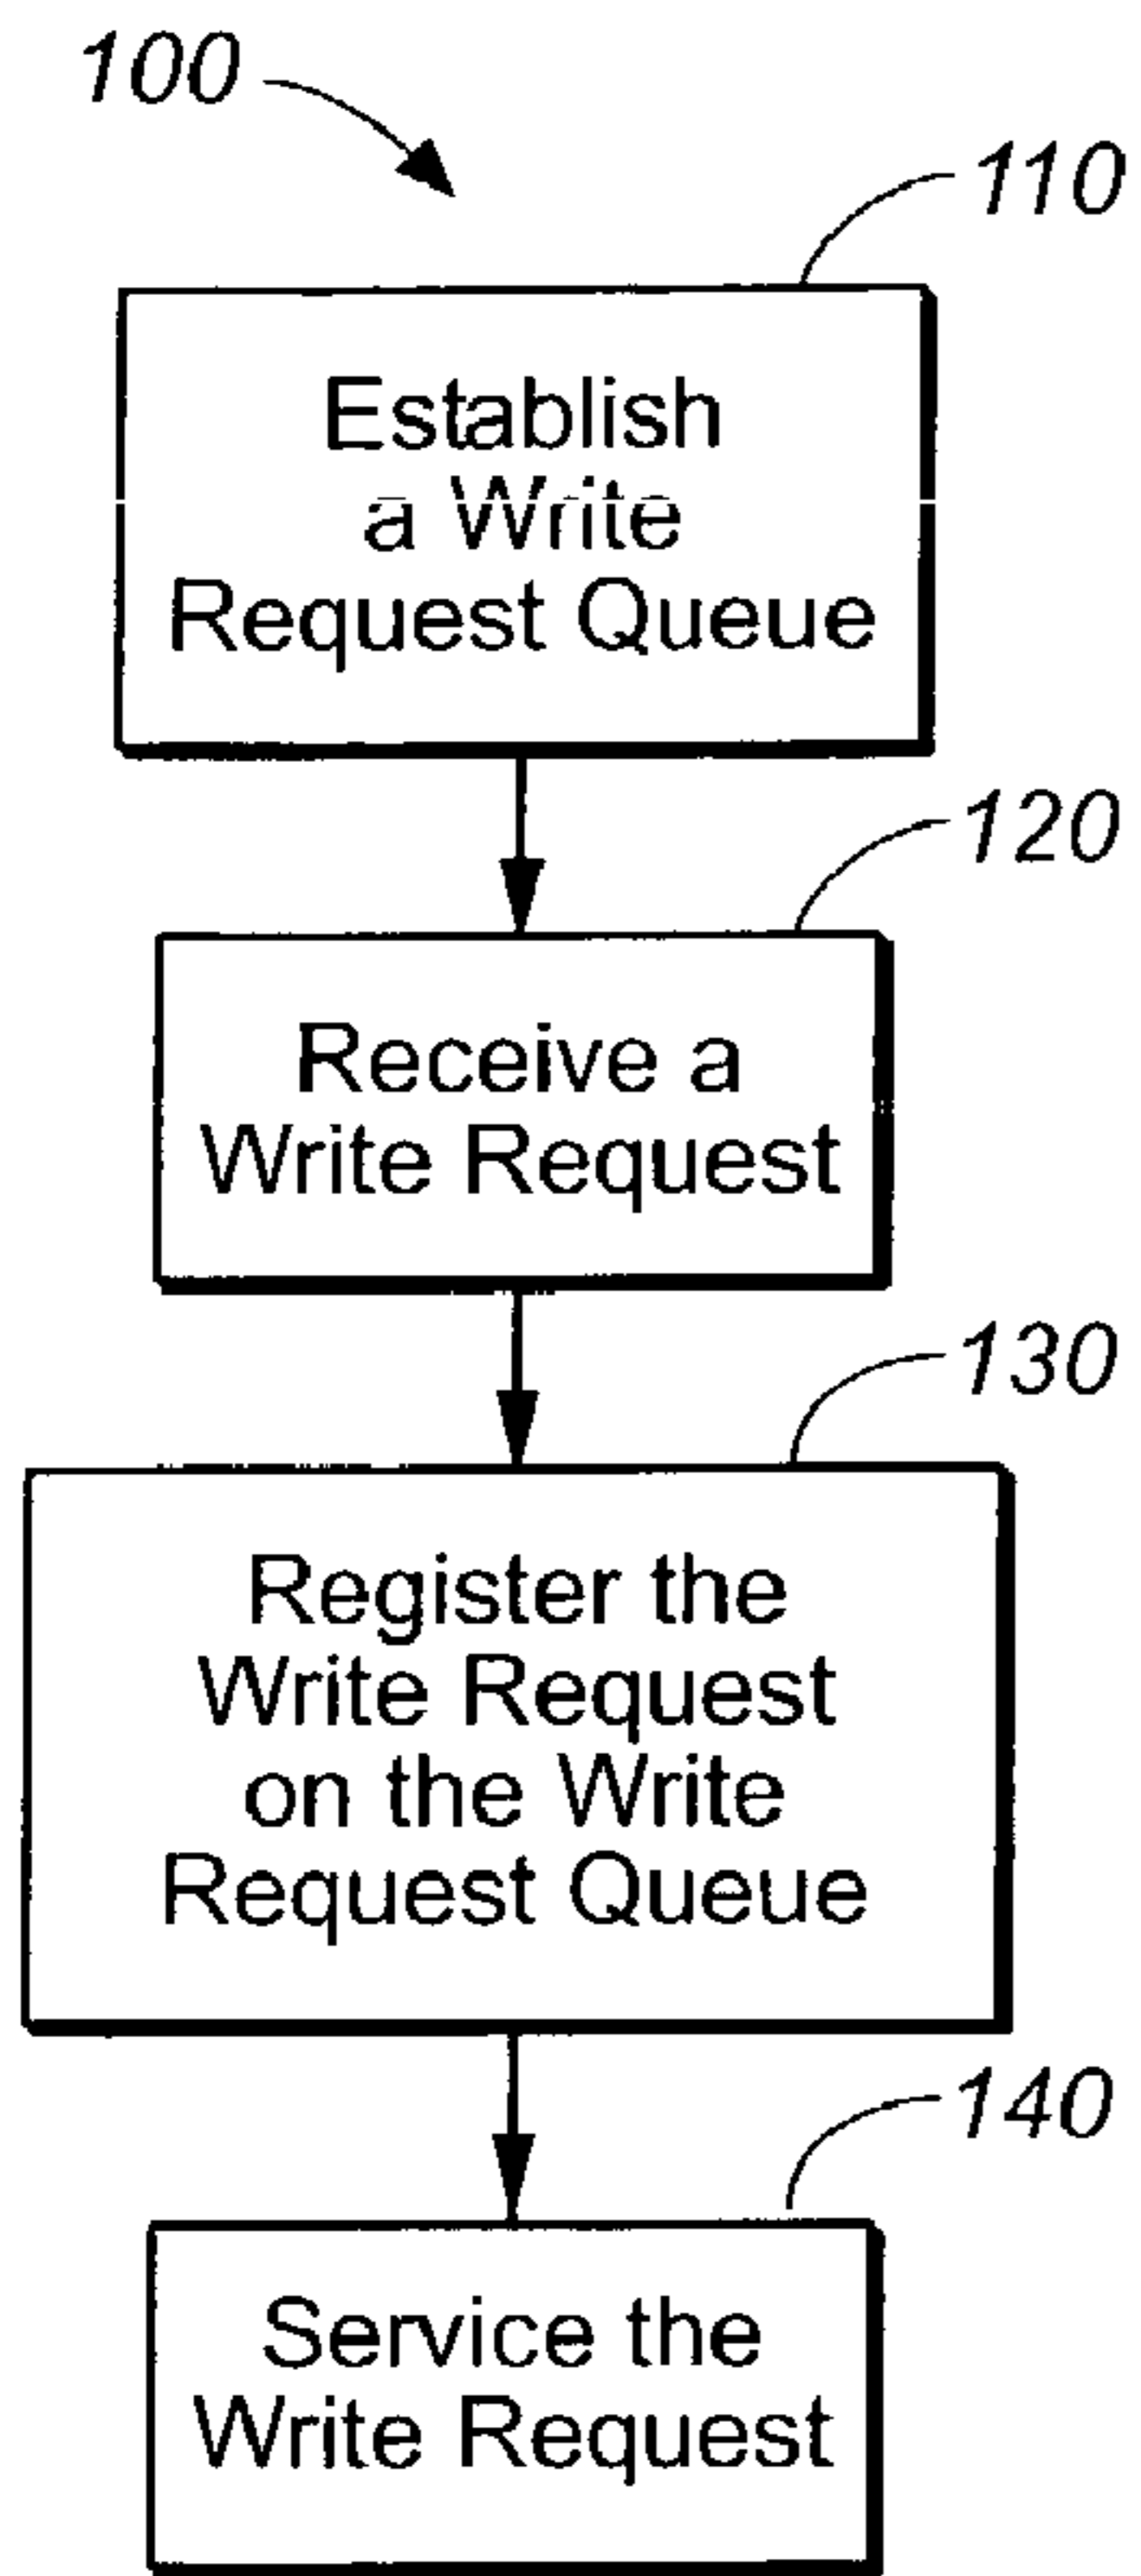 100
110
Establish
a Write
Request Queue
120
Receive a
Write Request
130
Register the
Write Request
on the Write
Request Queue
140
Service the
Write Request